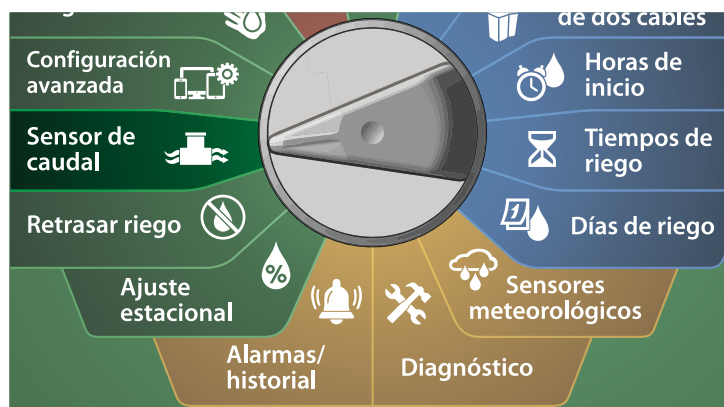 de dos cables
Configuración
avanzada
Horas de
inicio
Sensor de
caudal
Tiempos de
riego
Retrasar riego
1
Días de riego
%
Ajuste
estacional
Sensores
meteorológicos
Alarmas/
historial
Diagnóstico